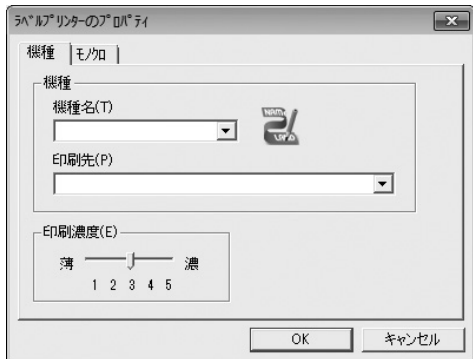 ﾗﾍﾞﾙﾌﾟﾘﾝﾀｰのﾌﾟﾛﾊﾟﾃｨ
機種 ﾓﾉｸﾛ
機種
機種名(T)
NAME
LAND
印刷先(P)
印刷濃度(E)
薄 濃
1 2 3 4 5
OK キャンセル